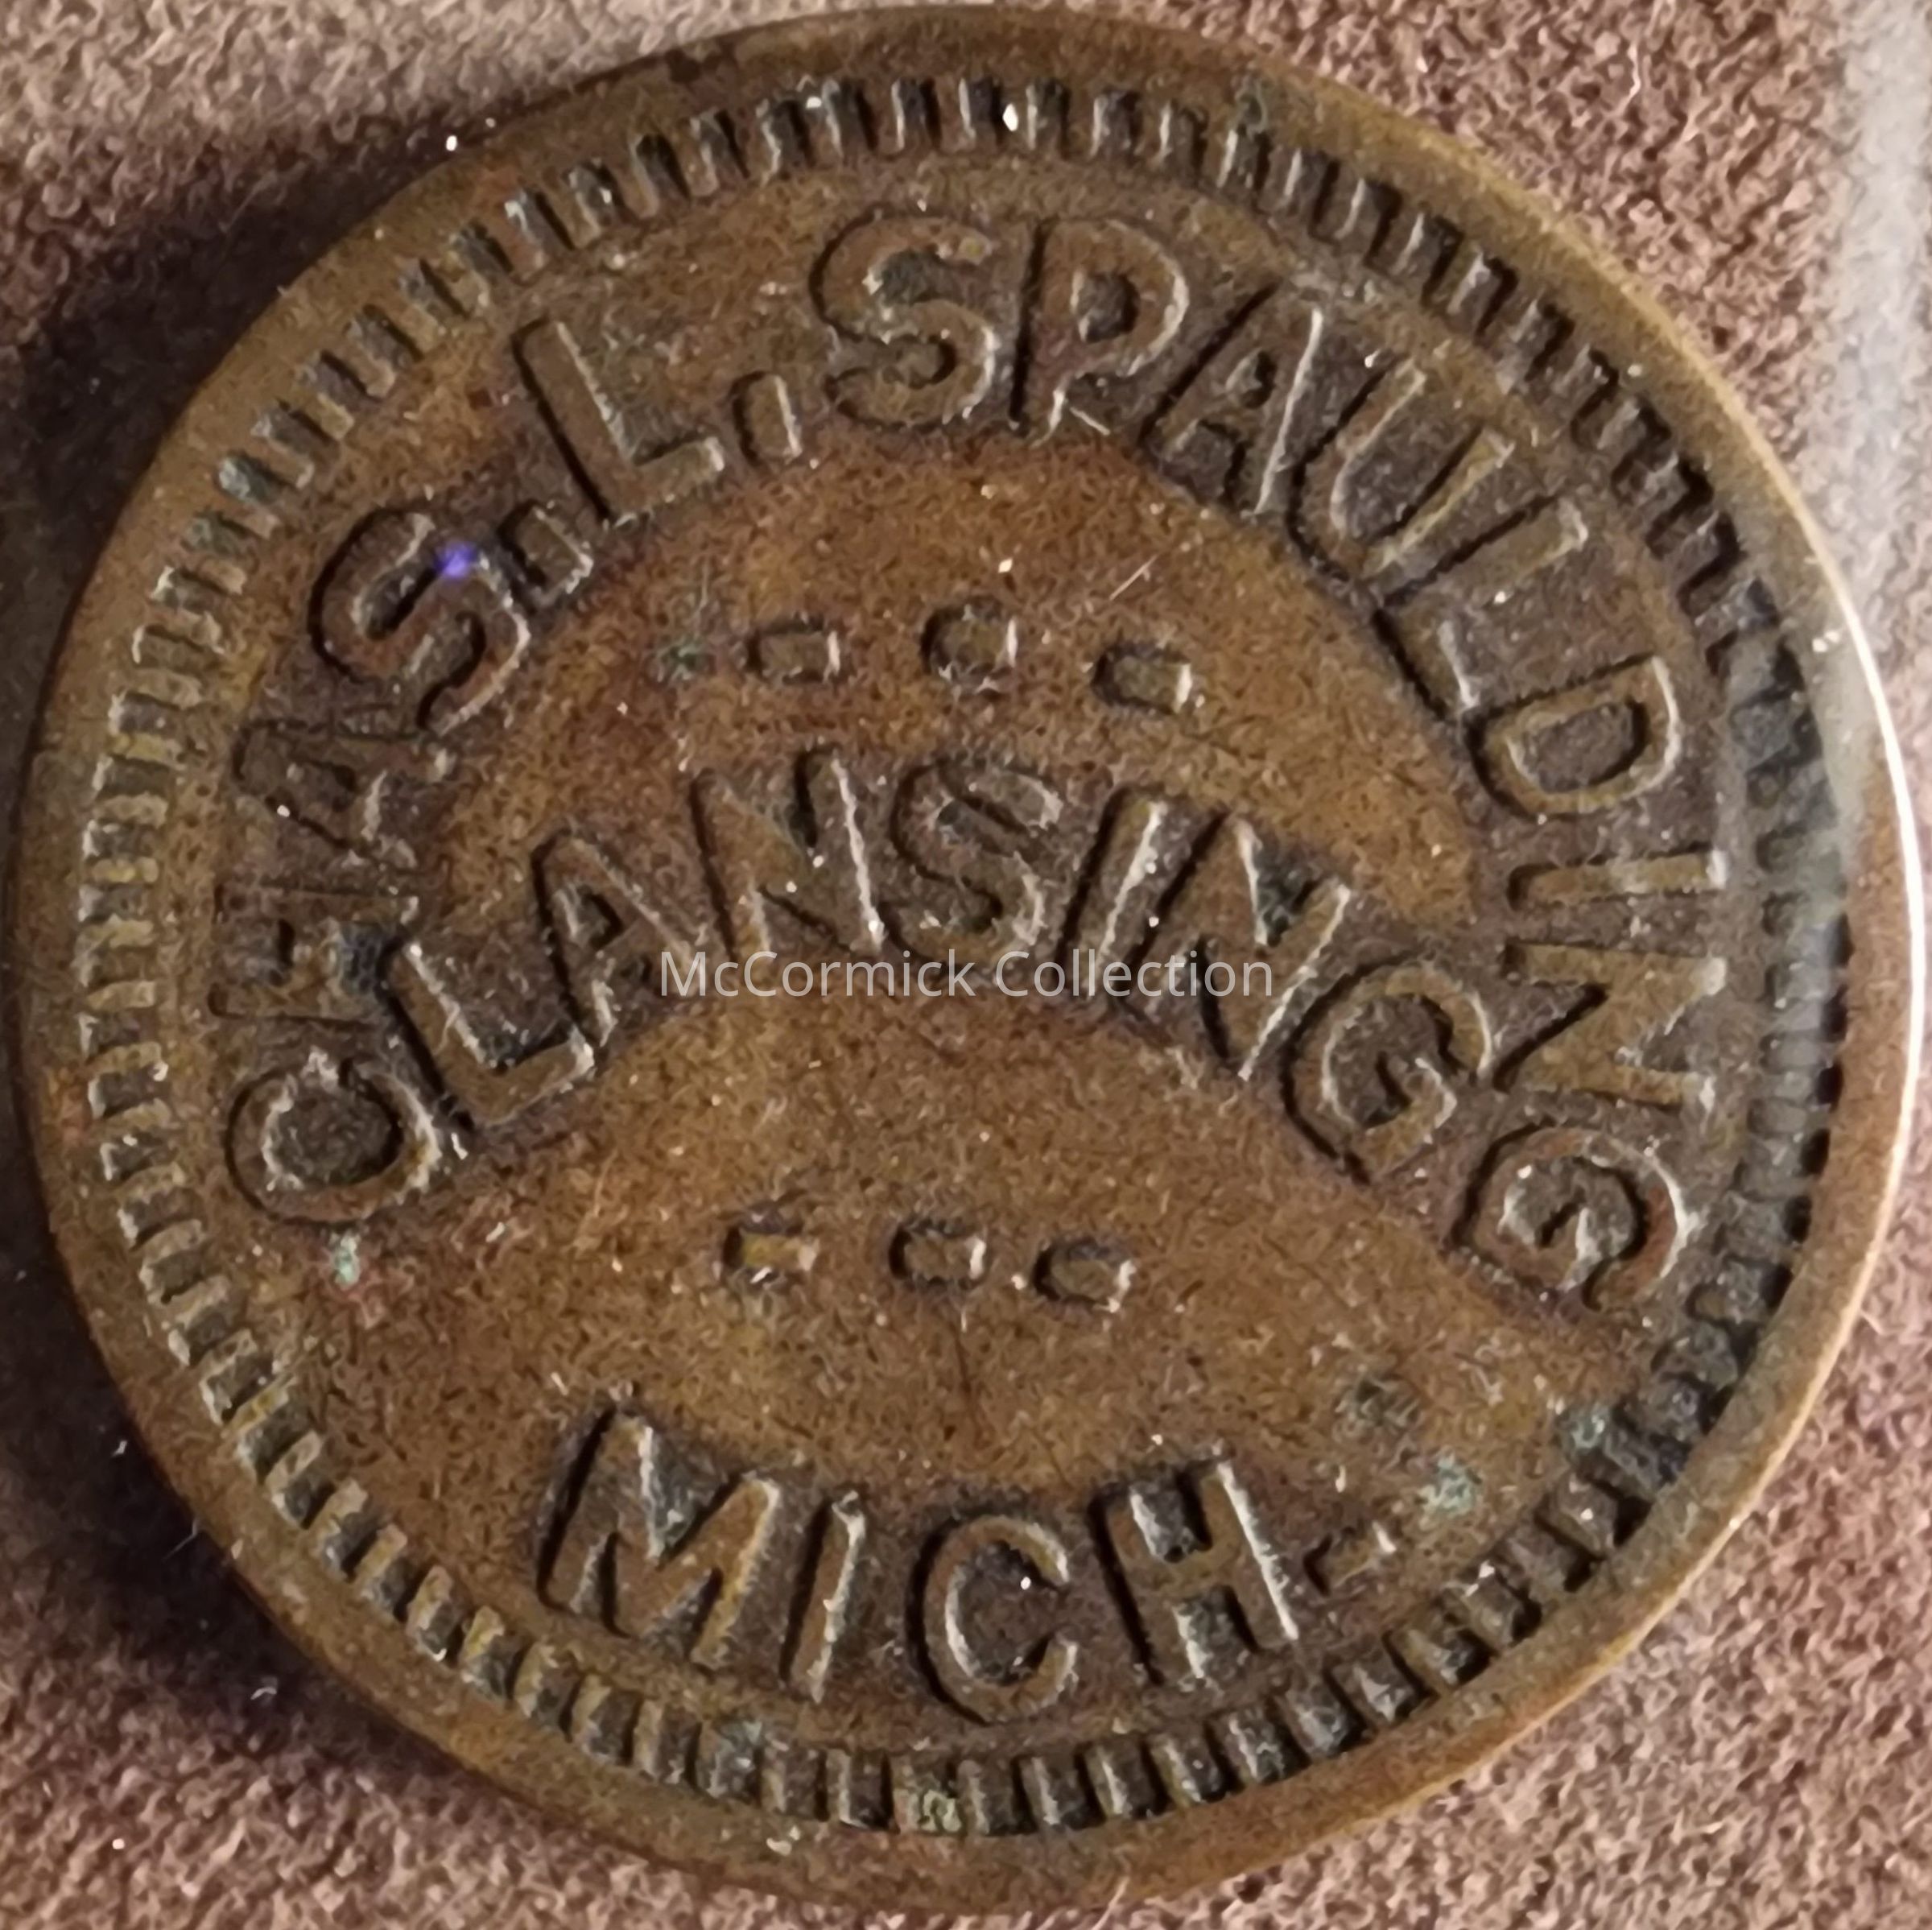 CHAS. L. SPAULDING
LANSING
McCormick Collection
MICH.